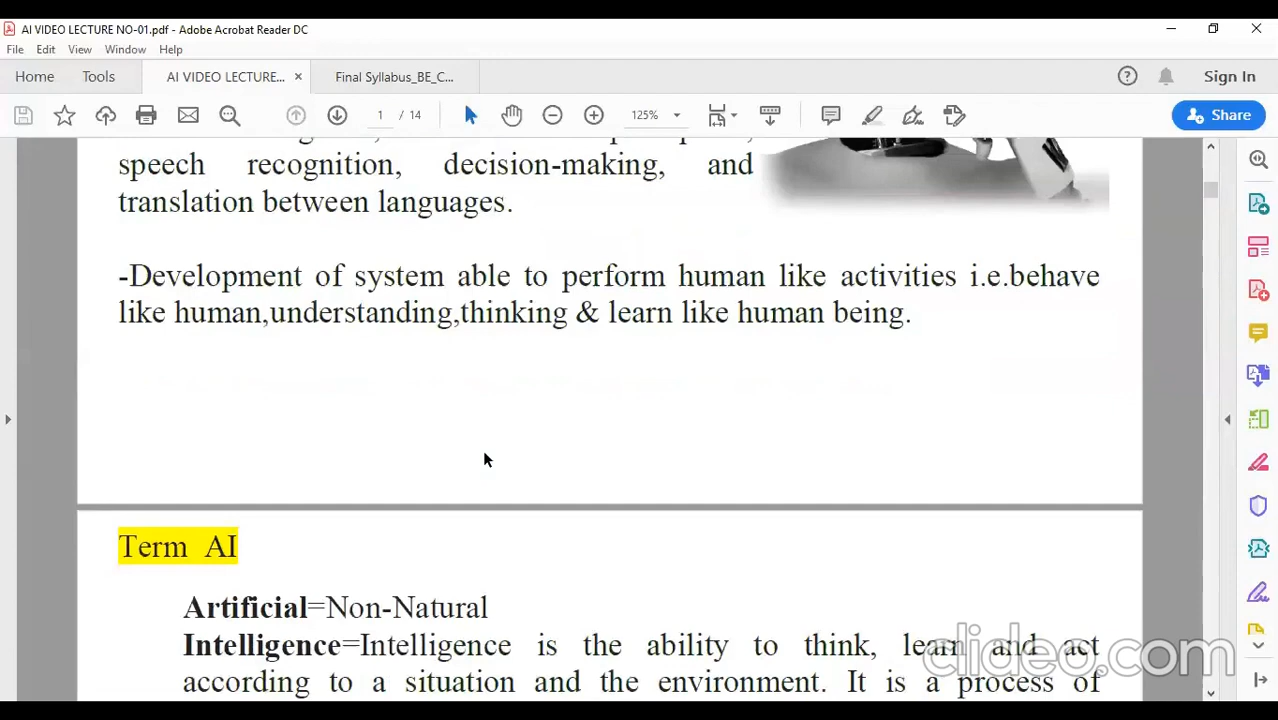 AI VIDEO LECTURE NO-01.pdf - Adobe Acrobat Reader DC
File Edit View Window Help
Home Tools AI VIDEO LECTURE... × Final Syllabus_BE_C...
Sign In
1 / 14 125% Share
speech recognition, decision-making, and
translation between languages.
-Development of system able to perform human like activities i.e.behave
like human,understanding,thinking & learn like human being.
Term AI
Artificial=Non-Natural
Intelligence=Intelligence is the ability to think, learn and act
according to a situation and the environment. It is a process of
clideo.com